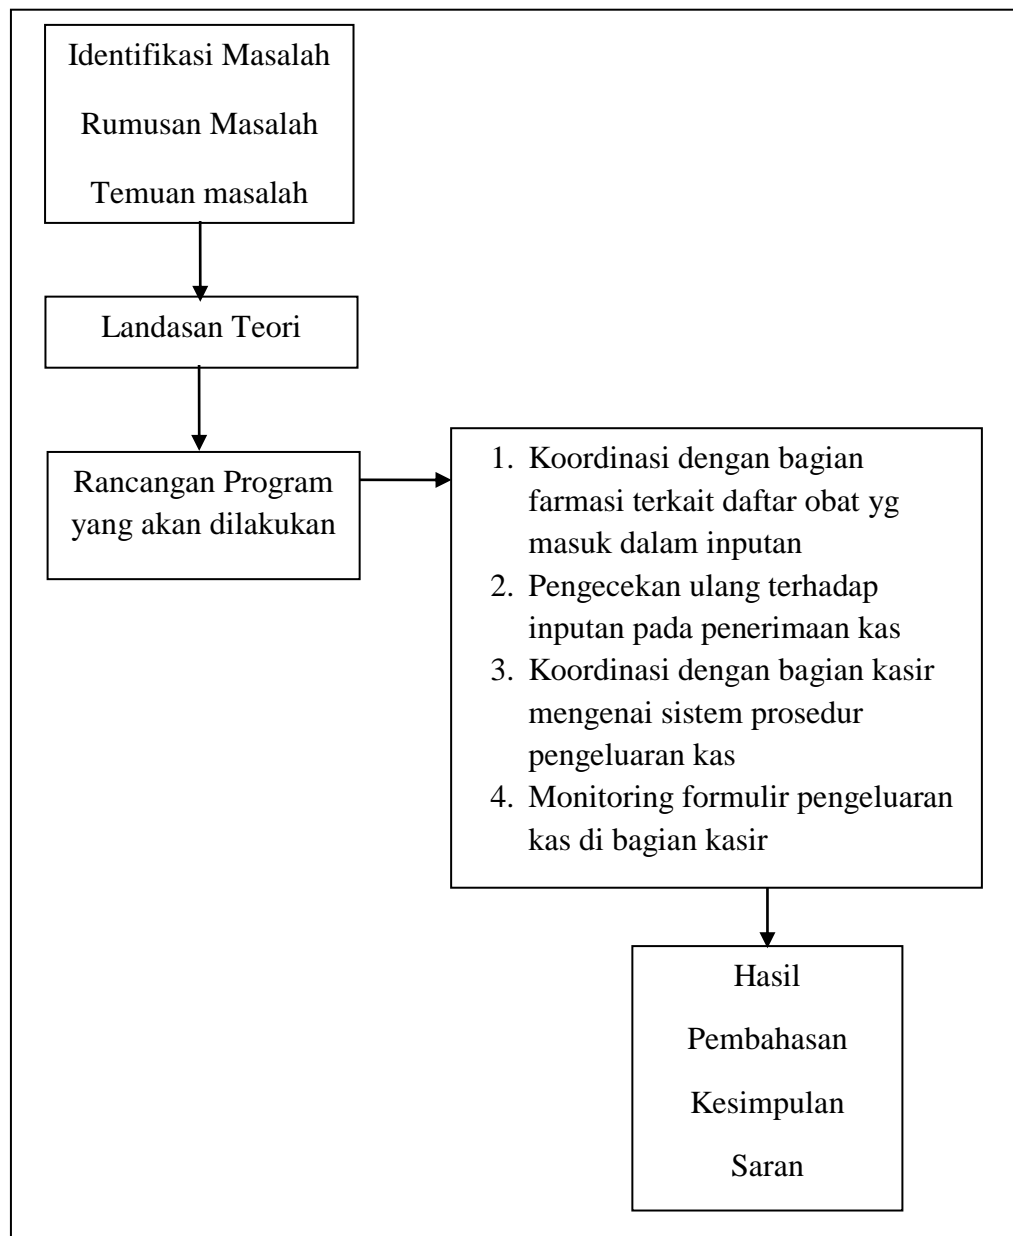 Identifikasi Masalah
Rumusan Masalah
Temuan masalah
Landasan Teori
Rancangan Program
yang akan dilakukan
1. Koordinasi dengan bagian
farmasi terkait daftar obat yg
masuk dalam inputan
2. Pengecekan ulang terhadap
inputan pada penerimaan kas
3. Koordinasi dengan bagian kasir
mengenai sistem prosedur
pengeluaran kas
4. Monitoring formulir pengeluaran
kas di bagian kasir
Hasil
Pembahasan
Kesimpulan
Saran